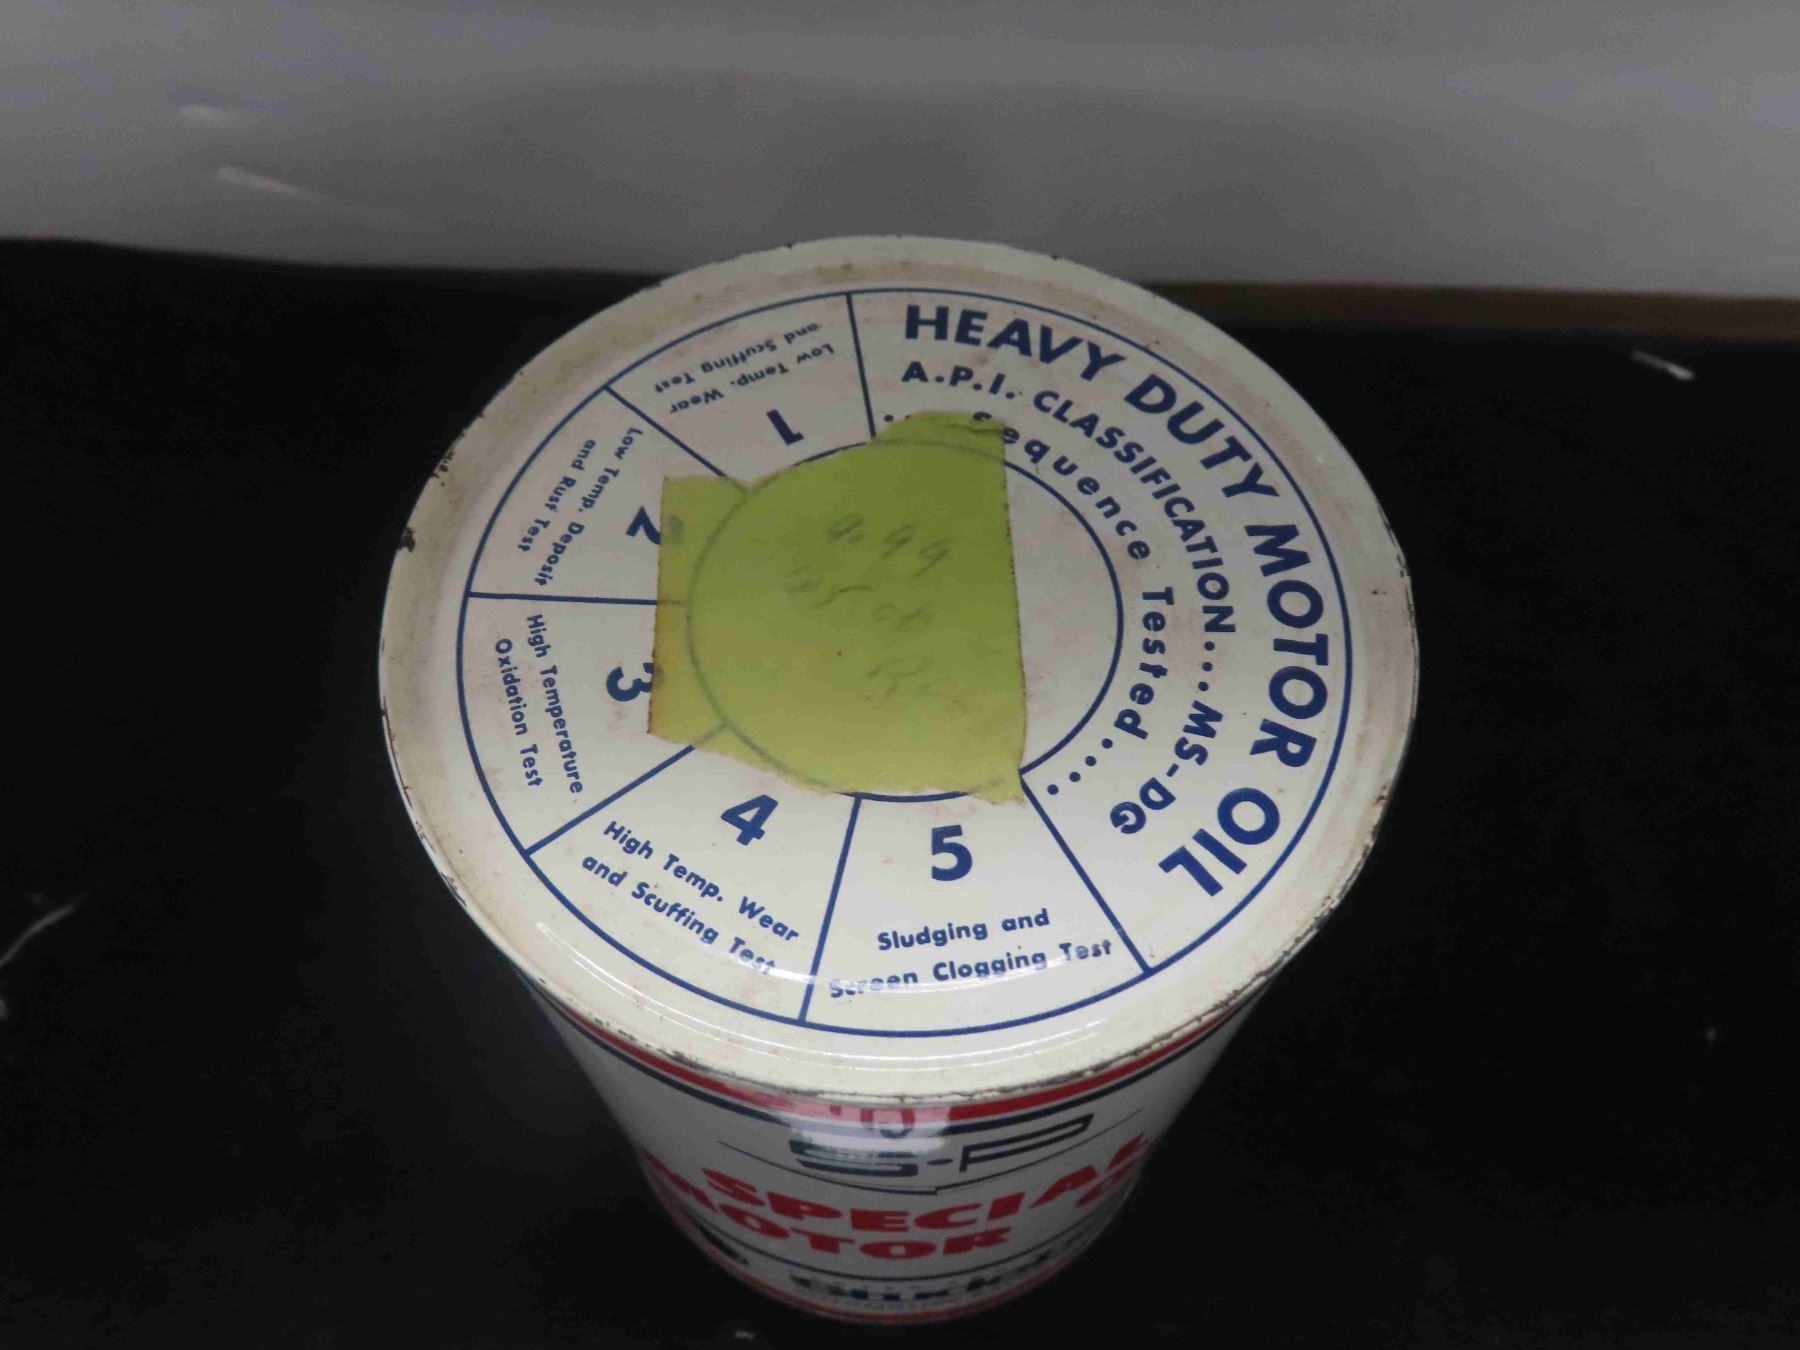 HEAVY DUTY MOTOR OIL
A.P.I. CLASSIFICATION....MS-DG
... Sequence Tested....
1
Low Temp. Wear
and Scuffing Test
2
Low Temp. Deposit
and Rust Test
3
High Temperature
Oxidation Test
4
High Temp. Wear
and Scuffing Test
5
Sludging and
Screen Clogging Test
S-P
SPECIAL
MOTOR